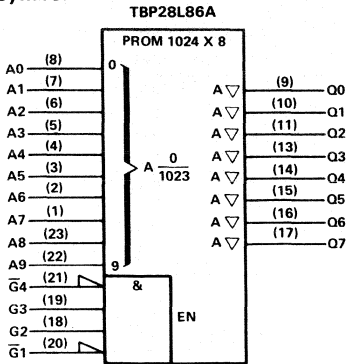 TBP28L86A
PROM 1024 X 8
A0 (8) 0 A ▽ (9) Q0
A1 (7) A ▽ (10) Q1
A2 (6) A ▽ (11) Q2
A3 (5) A ▽ (13) Q3
A4 (4) A 0/1023 A ▽ (14) Q4
A5 (3) A ▽ (15) Q5
A6 (2) A ▽ (16) Q6
A7 (1) A ▽ (17) Q7
A8 (23)
A9 (22) 9
G̅4 (21) &
G3 (19) EN
G2 (18)
G̅1 (20)